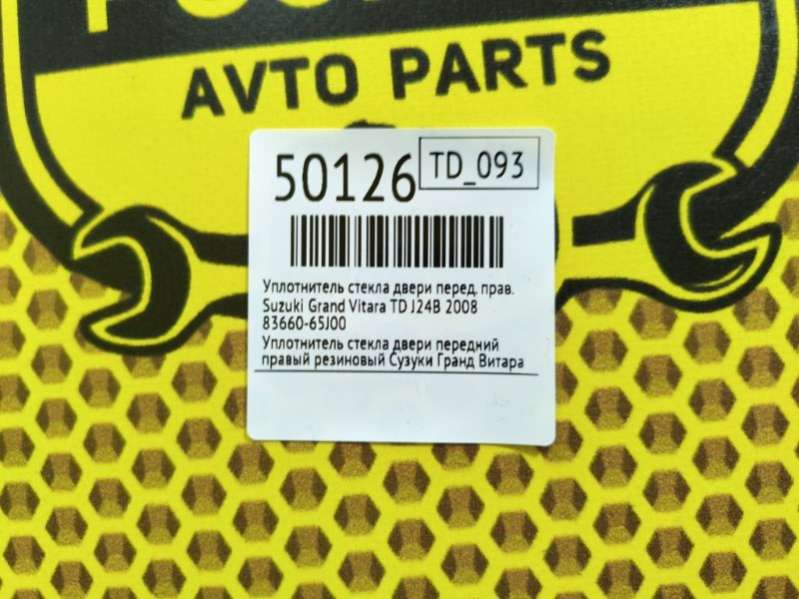 AVTO PARTS
50126 TD_093
Уплотнитель стекла двери перед. прав.
Suzuki Grand Vitara TD J24B 2008
83660-65J00
Уплотнитель стекла двери передний
правый резиновый Сузуки Гранд Витара